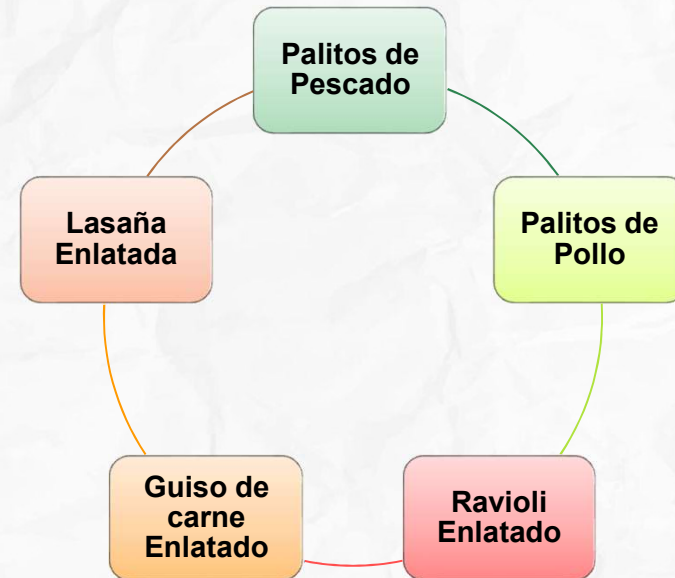 Palitos de
Pescado
Palitos de
Pollo
Ravioli
Enlatado
Guiso de
carne
Enlatado
Lasaña
Enlatada